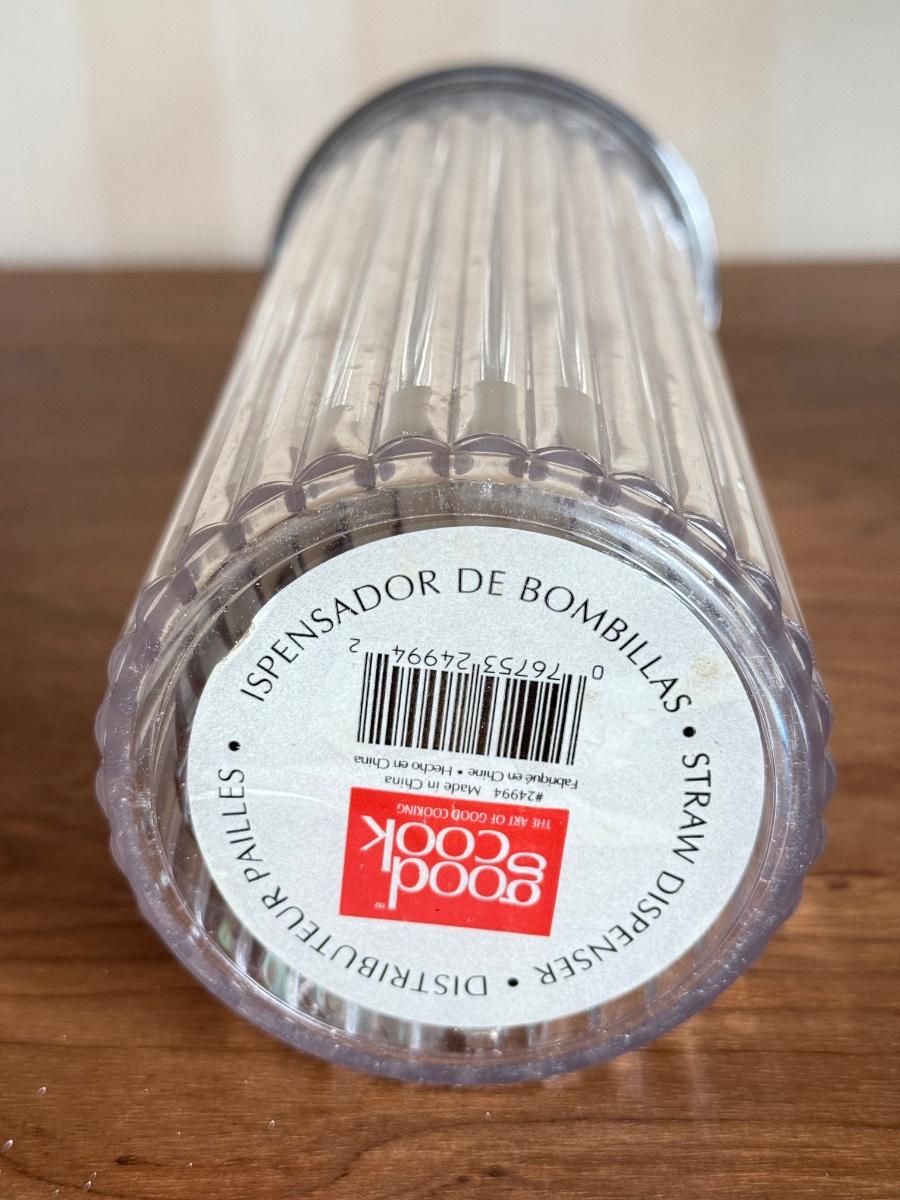 ISPENSADOR DE BOMBILLAS • STRAW DISPENSER • DISTRIBUTEUR PAILLES •
good
cook™
THE ART OF GOOD COOKING
#24994 Made in China
Fabriqué en Chine • Hecho en China
0 76753 24994 2